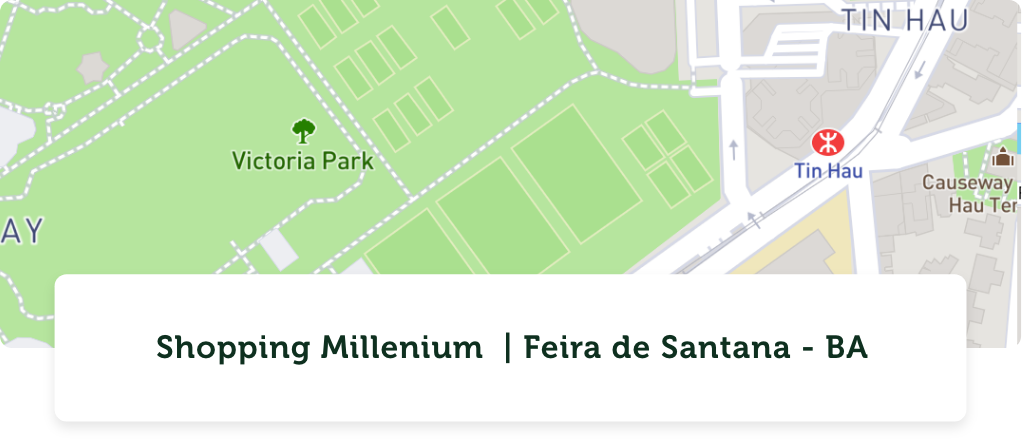 TIN HAU
Victoria Park
Tin Hau
Causeway
Hau Ter
AY
Shopping Millenium | Feira de Santana - BA